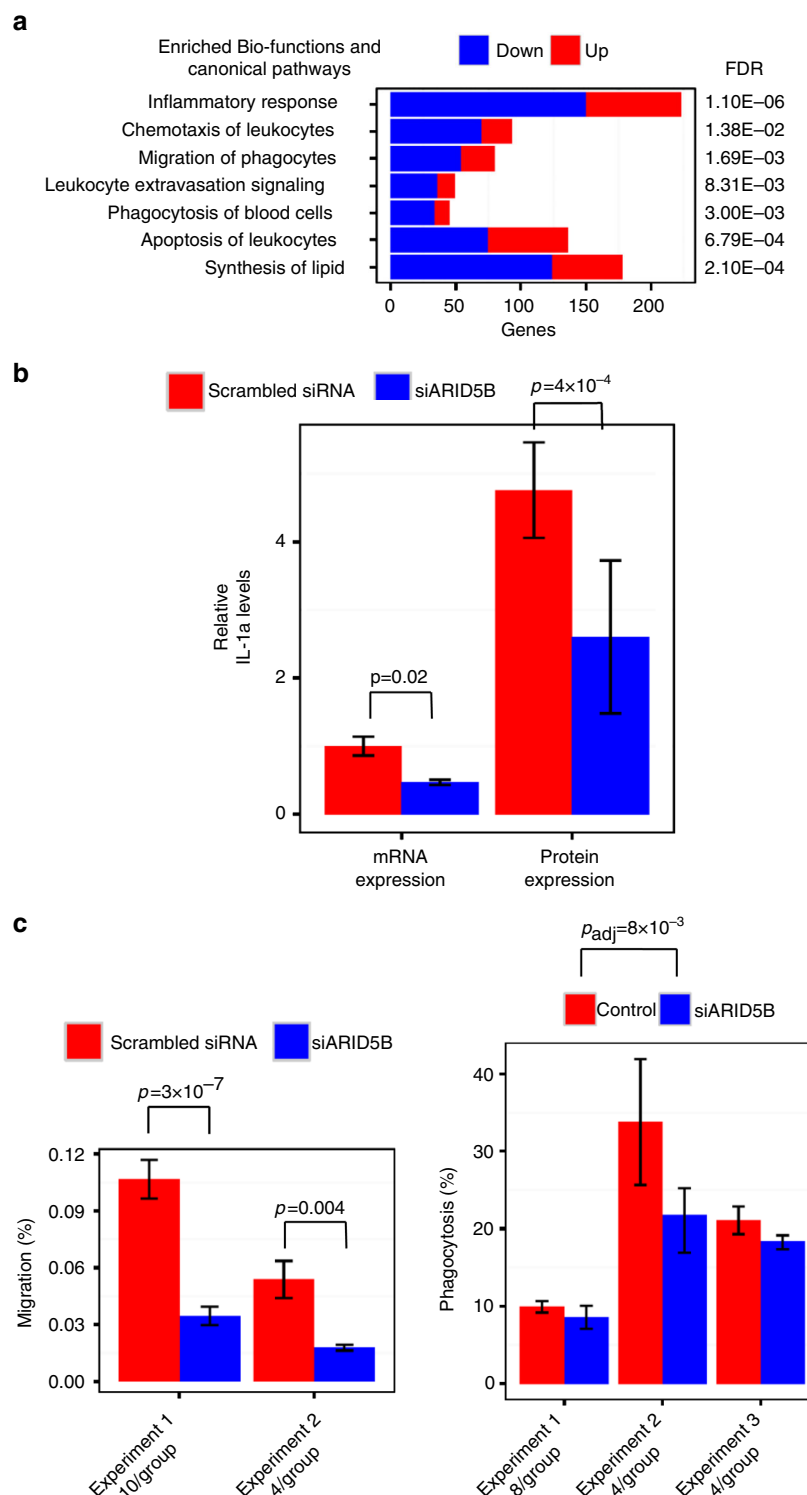 a
Enriched Bio-functions and
canonical pathways
Down
Up
FDR
Inflammatory response
1.10E−06
Chemotaxis of leukocytes
1.38E−02
Migration of phagocytes
1.69E−03
Leukocyte extravasation signaling
8.31E−03
Phagocytosis of blood cells
3.00E−03
Apoptosis of leukocytes
6.79E−04
Synthesis of lipid
2.10E−04
0 50 100 150 200
Genes
b
Scrambled siRNA
siARID5B
p=4×10⁻⁴
Relative
IL-1a levels
4
2
0
p=0.02
mRNA
expression
Protein
expression
c
Scrambled siRNA
siARID5B
p=3×10⁻⁷
p=0.004
Migration (%)
0.12
0.09
0.06
0.03
0.00
Experiment 1
10/group
Experiment 2
4/group
p_adj=8×10⁻³
Control
siARID5B
Phagocytosis (%)
40
30
20
10
0
Experiment 1
8/group
Experiment 2
4/group
Experiment 3
4/group